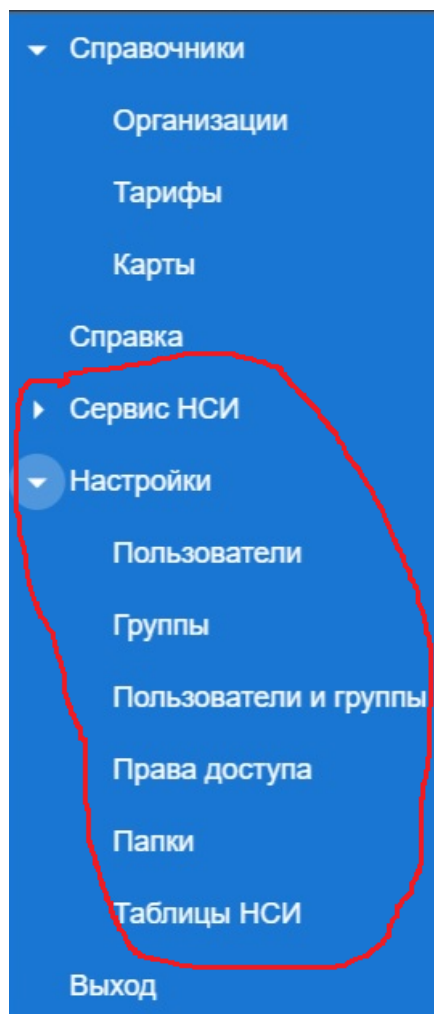 Справочники
Организации
Тарифы
Карты
Справка
Сервис НСИ
Настройки
Пользователи
Группы
Пользователи и группы
Права доступа
Папки
Таблицы НСИ
Выход